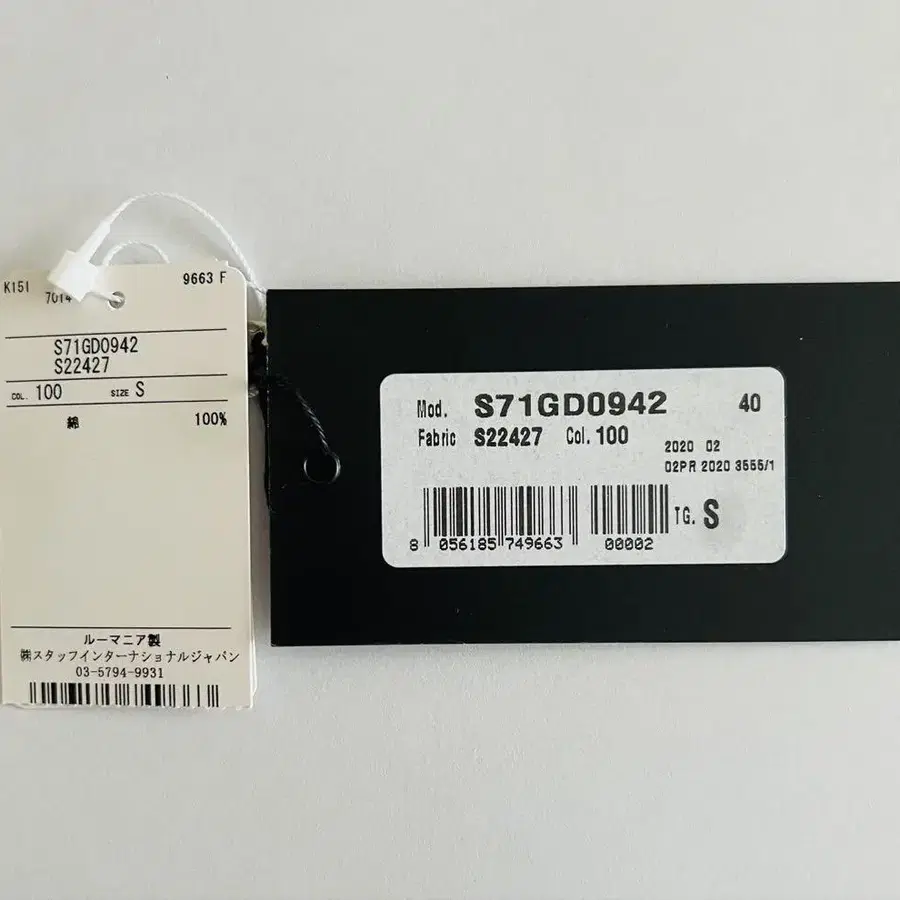 K151 7014 9663 F
S71GD0942
S22427
COL. 100 SIZE S
綿 100%
ルーマニア製
㈱スタッフインターナショナルジャパン
03-5794-9931
Mod. S71GD0942 40
Fabric S22427 Col. 100
2020 02
02PR 2020 3555/1
TG. S
8 056185 749663 00002